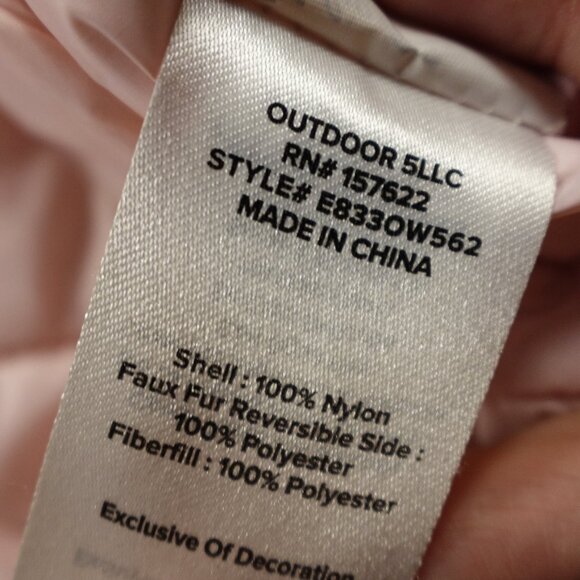 OUTDOOR 5LLC
RN# 157622
STYLE# E833OW562
MADE IN CHINA
Shell : 100% Nylon
Faux Fur Reversible Side :
100% Polyester
Fiberfill : 100% Polyester
Exclusive Of Decoration